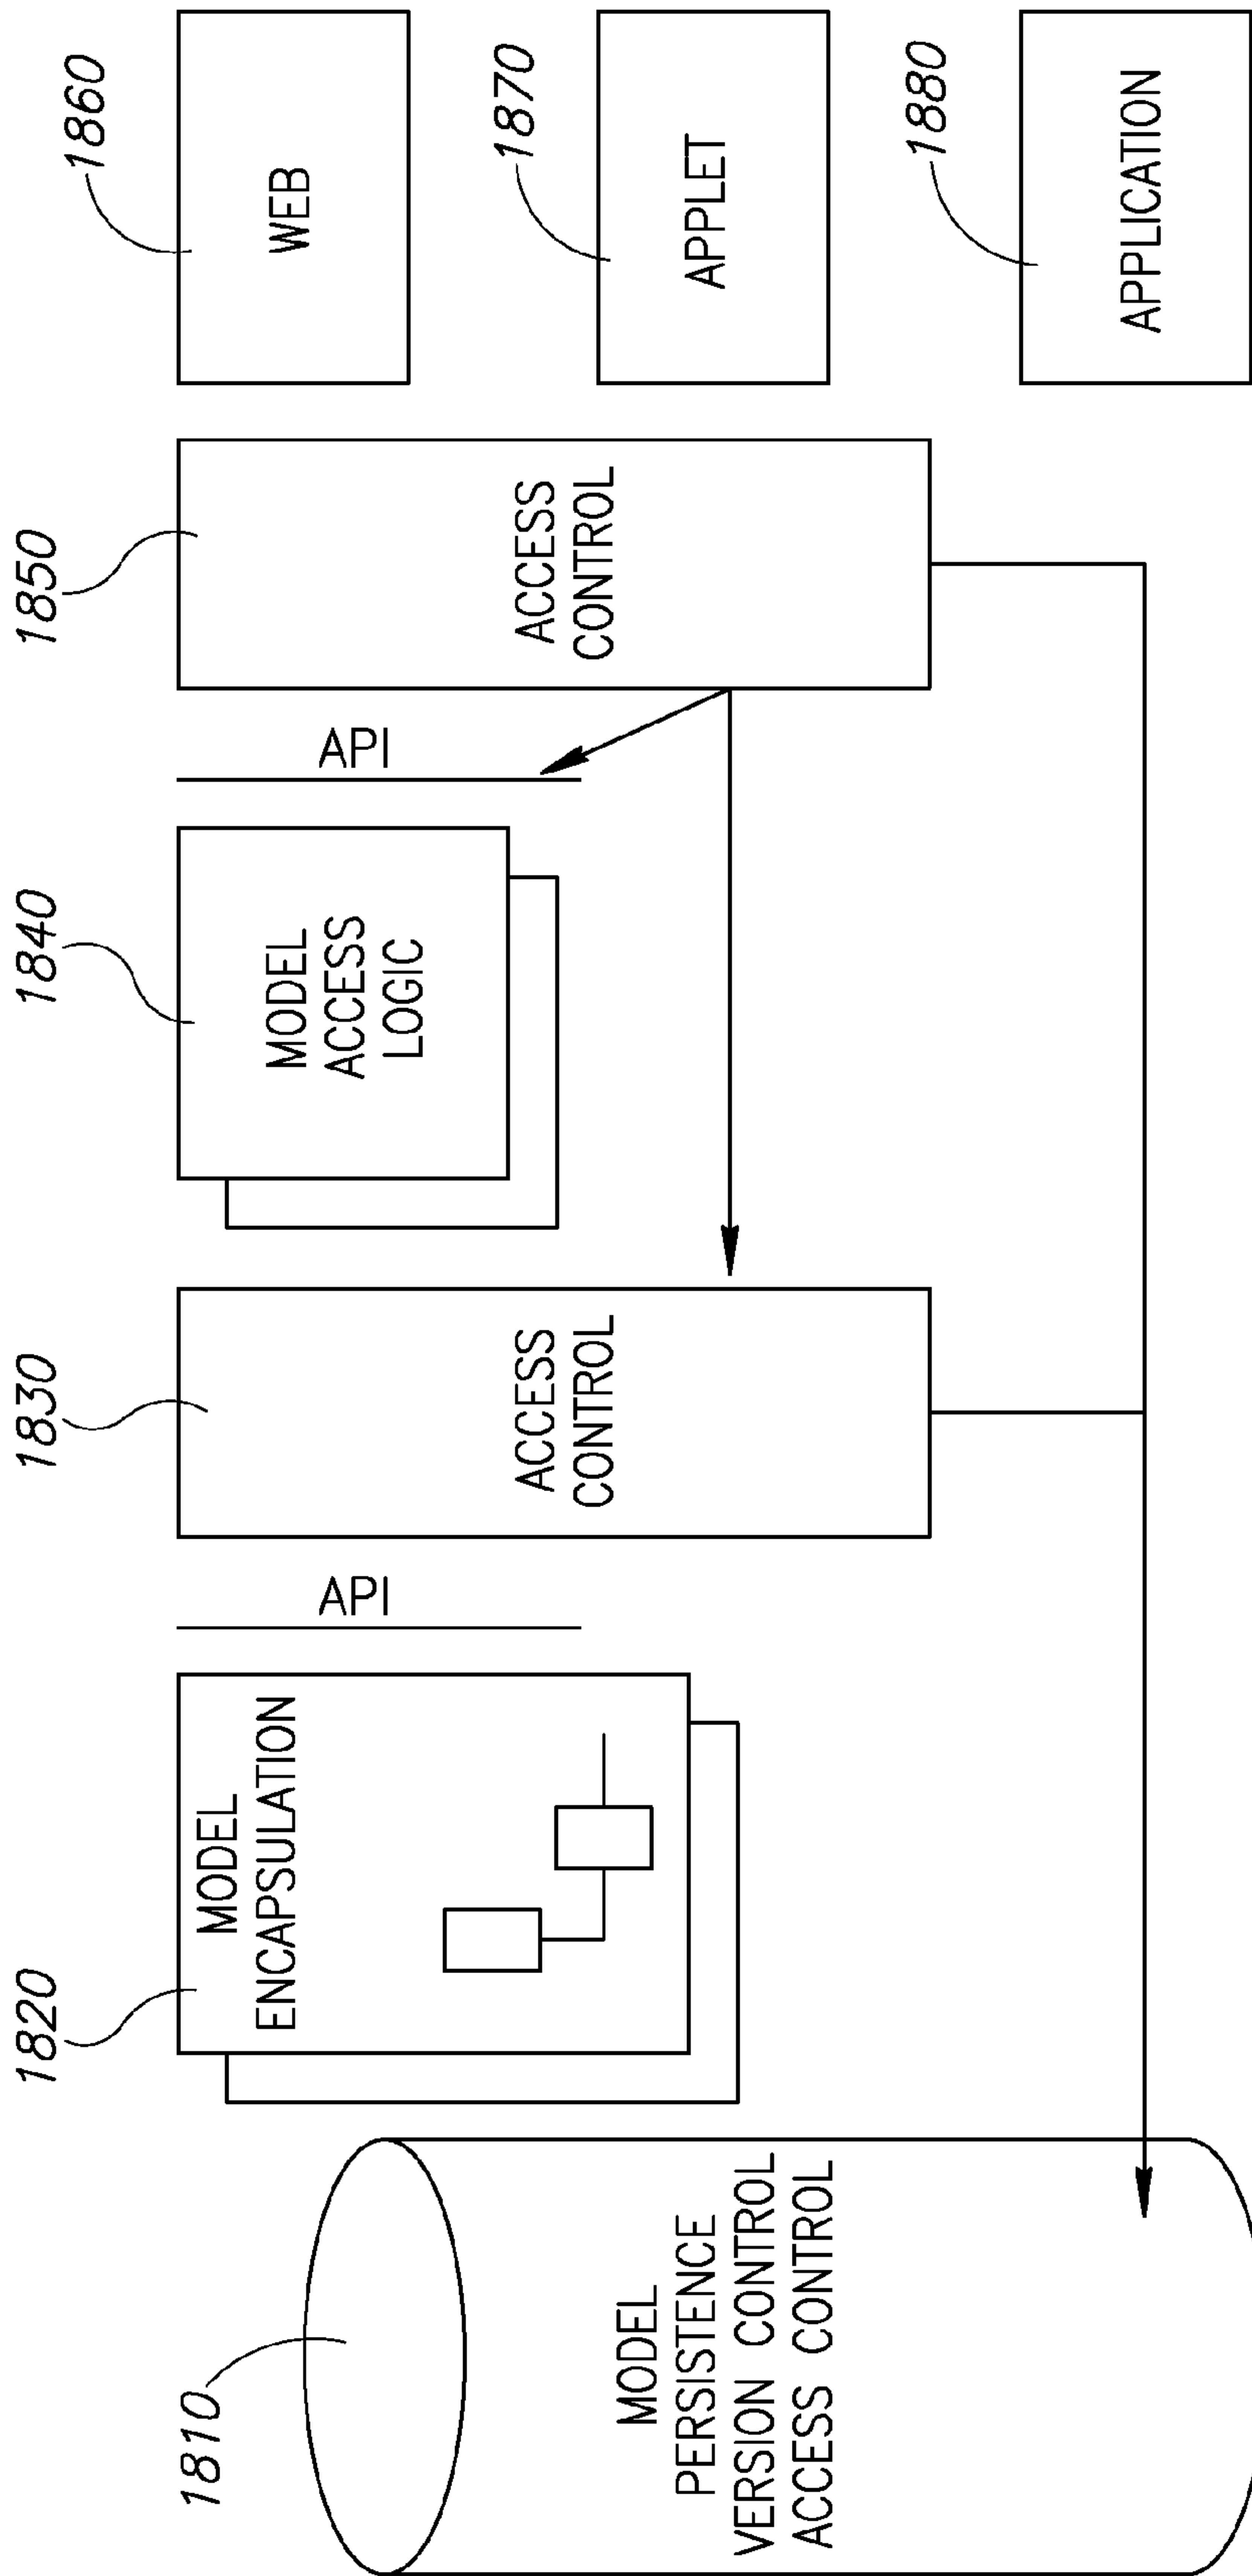 1810
MODEL
PERSISTENCE
VERSION CONTROL
ACCESS CONTROL
1820
MODEL
ENCAPSULATION
API
1830
ACCESS
CONTROL
1840
MODEL
ACCESS
LOGIC
API
1850
ACCESS
CONTROL
1860
WEB
1870
APPLET
1880
APPLICATION